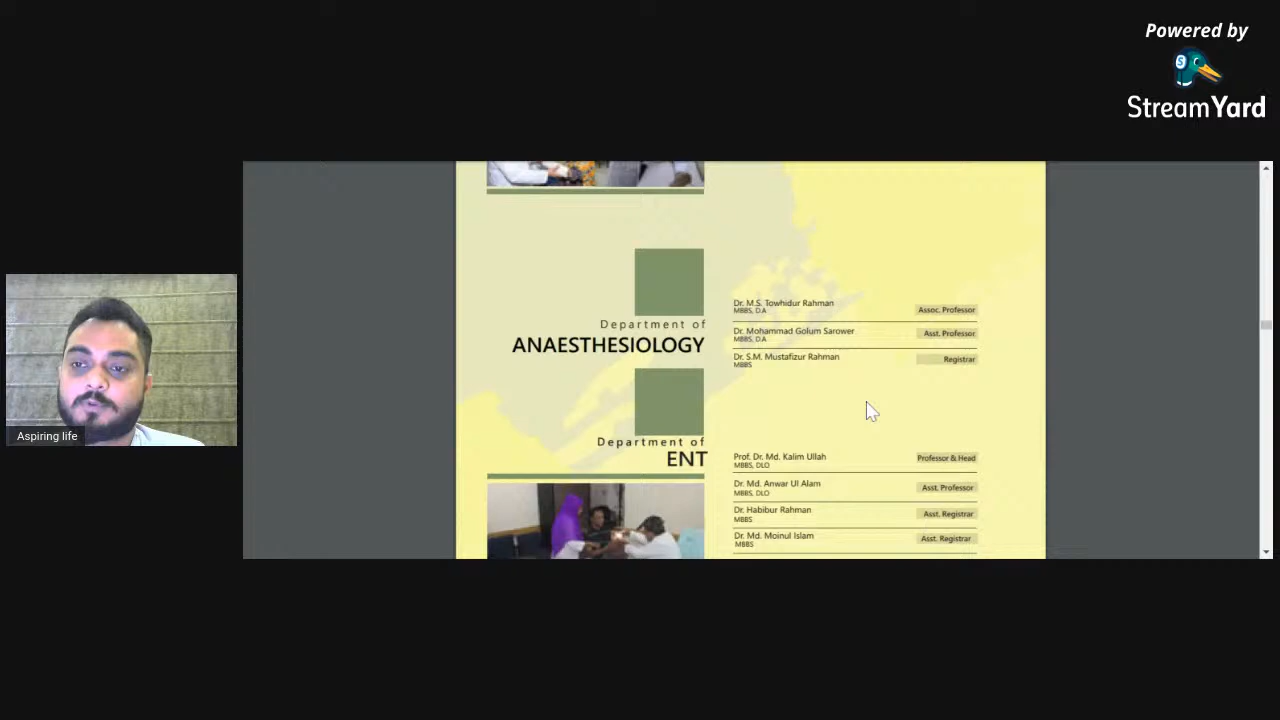 Powered by
StreamYard
Aspiring life
Department of
ANAESTHESIOLOGY
Dr. M.S. Towhidur Rahman
MBBS, D.A
Assoc. Professor
Dr. Mohammad Golum Sarower
MBBS, D.A
Asst. Professor
Dr. S.M. Mustafizur Rahman
MBBS
Registrar
Department of
ENT
Prof. Dr. Md. Kalim Ullah
MBBS, DLO
Professor & Head
Dr. Md. Anwar Ul Alam
MBBS, DLO
Asst. Professor
Dr. Habibur Rahman
MBBS
Asst. Registrar
Dr. Md. Moinul Islam
MBBS
Asst. Registrar